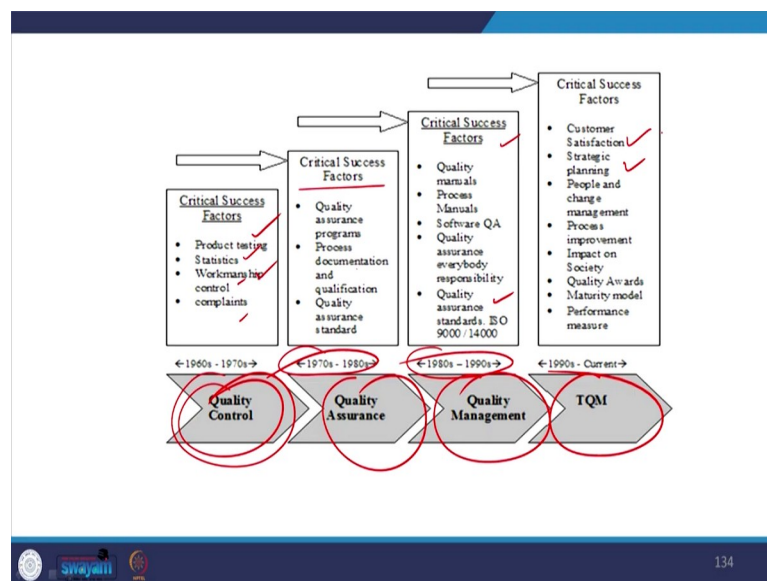 Critical Success
Factors
• Product testing
• Statistics
• Workmanship
control
• complaints
Critical Success
Factors
• Quality
assurance
programs
• Process
documentation
and
qualification
• Quality
assurance
standard
Critical Success
Factors
• Quality
manuals
• Process
Manuals
• Software QA
• Quality
assurance
everybody
responsibility
• Quality
assurance
standards. ISO
9000 / 14000
Critical Success
Factors
• Customer
Satisfaction
• Strategic
planning
• People and
change
management
• Process
improvement
• Impact on
Society
• Quality Awards
• Maturity model
• Performance
measure
←1960s - 1970s→
←1970s - 1980s→
←1980s – 1990s→
←1990s - Current→
Quality
Control
Quality
Assurance
Quality
Management
TQM
swayam
134